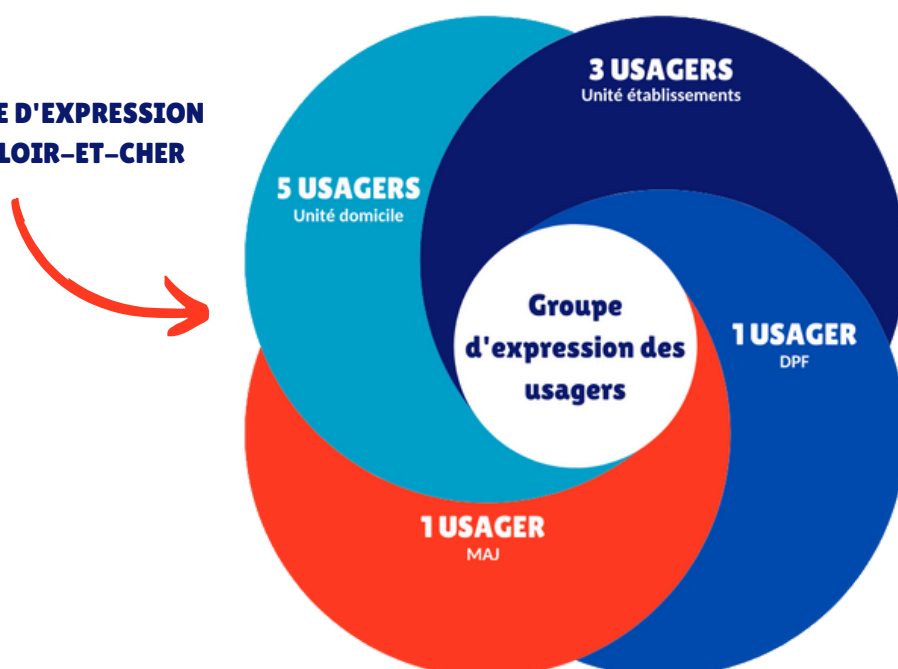 E D'EXPRESSION
LOIR-ET-CHER
3 USAGERS
Unité établissements
5 USAGERS
Unité domicile
Groupe
d'expression des
usagers
1 USAGER
DPF
1 USAGER
MAJ